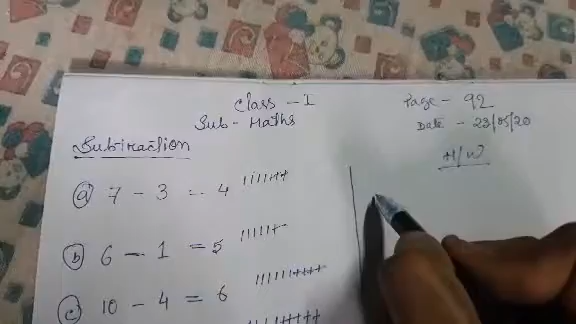 Class - I
Page - 92
Sub - Maths
Date - 23/05/20
Subtraction
H/W
(a) 7 - 3 = 4
(b) 6 - 1 = 5
(c) 10 - 4 = 6